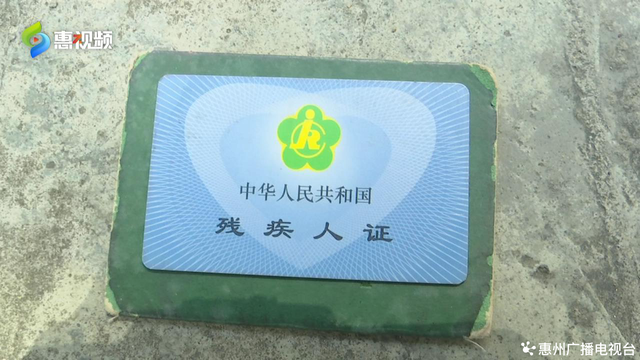 惠视频
中华人民共和国
残疾人证
惠州广播电视台